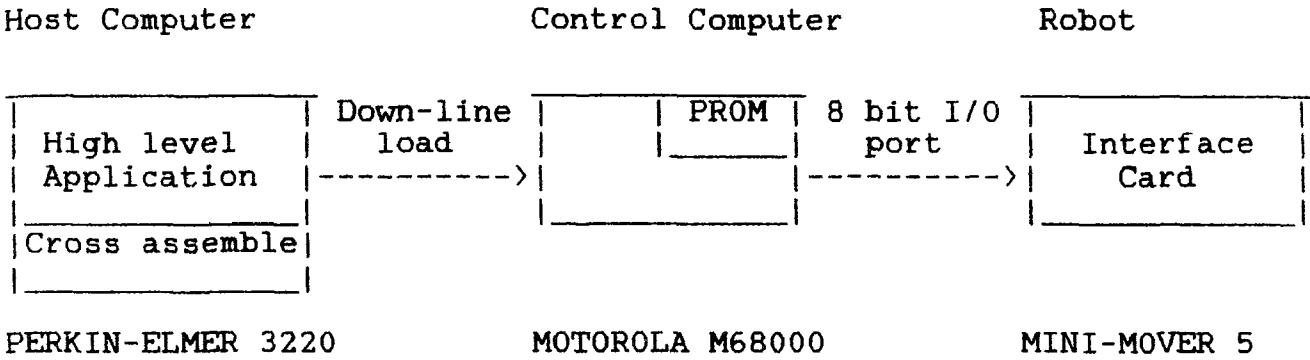 Host Computer Control Computer Robot
Down-line PROM 8 bit I/O
High level load port Interface
Application Card
Cross assemble
PERKIN-ELMER 3220 MOTOROLA M68000 MINI-MOVER 5